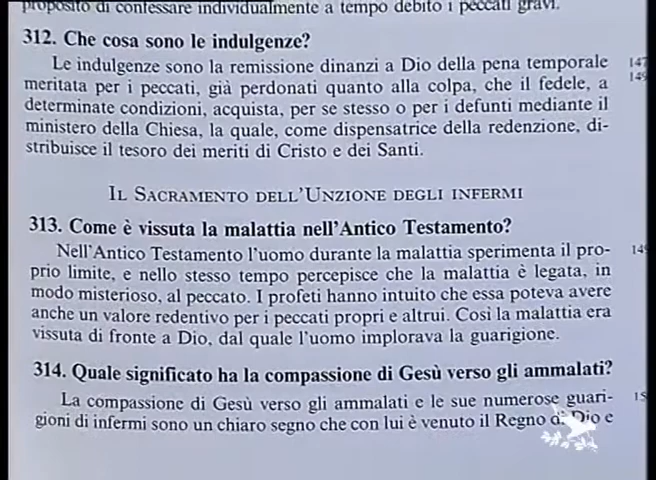 proposito di confessare individualmente a tempo debito i peccati gravi.
312. Che cosa sono le indulgenze?
Le indulgenze sono la remissione dinanzi a Dio della pena temporale
meritata per i peccati, già perdonati quanto alla colpa, che il fedele, a
determinate condizioni, acquista, per se stesso o per i defunti mediante il
ministero della Chiesa, la quale, come dispensatrice della redenzione, di-
stribuisce il tesoro dei meriti di Cristo e dei Santi.
IL SACRAMENTO DELL'UNZIONE DEGLI INFERMI
313. Come è vissuta la malattia nell'Antico Testamento?
Nell'Antico Testamento l'uomo durante la malattia sperimenta il pro-
prio limite, e nello stesso tempo percepisce che la malattia è legata, in
modo misterioso, al peccato. I profeti hanno intuito che essa poteva avere
anche un valore redentivo per i peccati propri e altrui. Così la malattia era
vissuta di fronte a Dio, dal quale l'uomo implorava la guarigione.
314. Quale significato ha la compassione di Gesù verso gli ammalati?
La compassione di Gesù verso gli ammalati e le sue numerose guari-
gioni di infermi sono un chiaro segno che con lui è venuto il Regno di Dio e